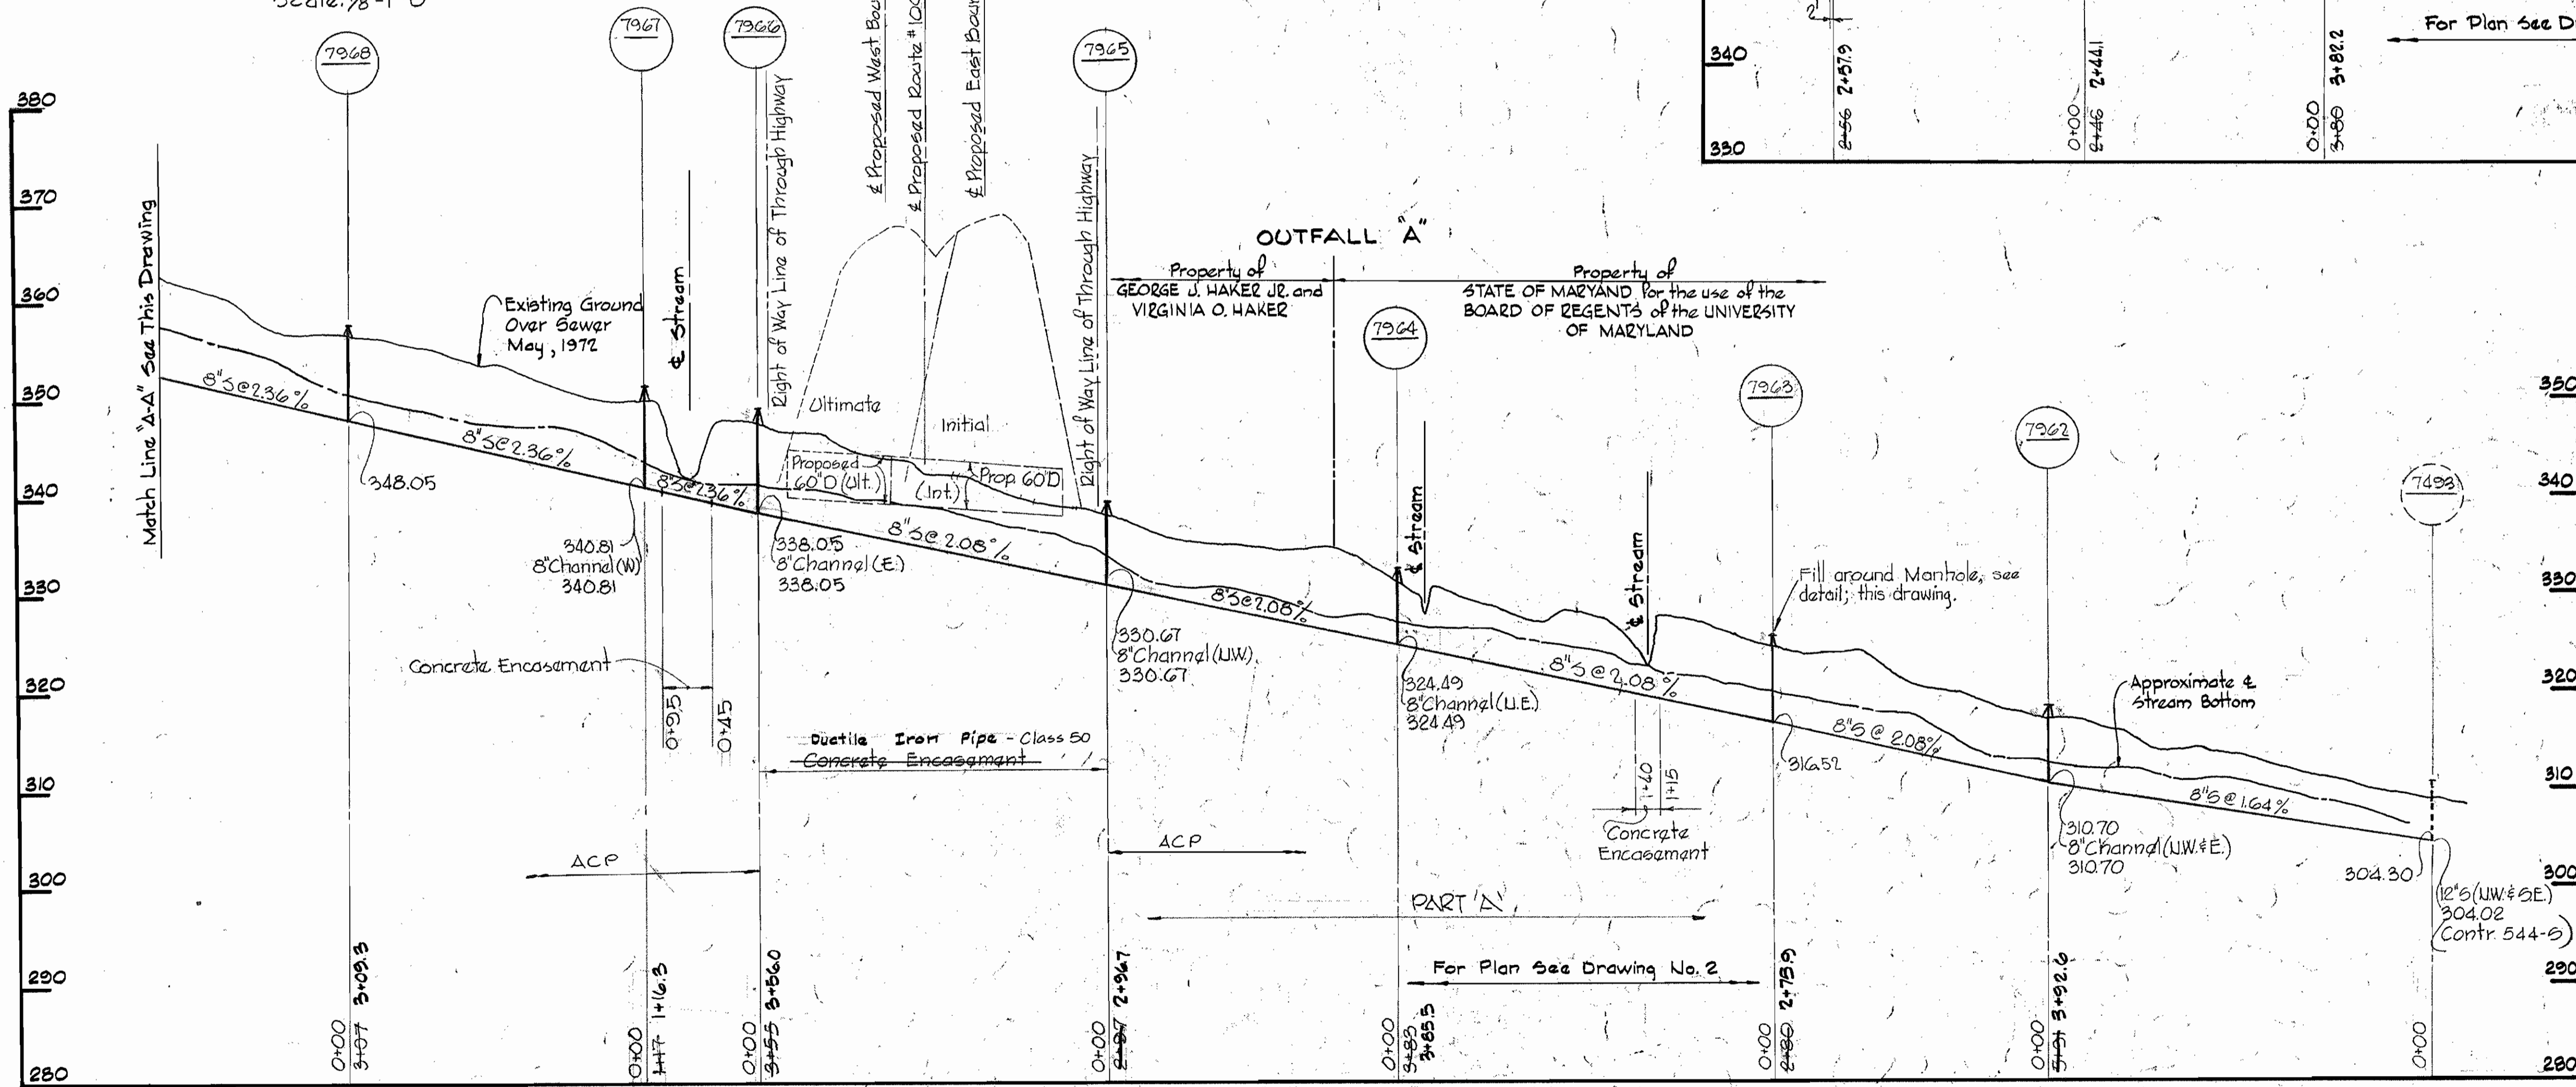 7968
7967
7966
7965
7964
7963
7962
7493
380
370
360
350
340
330
320
310
300
290
280
340
330
2'
2+56 2+57.9
0+00
2+46 2+44.1
0+00
3+80 3+82.2
For Plan See D
350
340
330
320
310
300
290
280
Match Line "A-A" See This Drawing
Existing Ground
Over Sewer
May, 1972
℄ Stream
Right of Way Line of Through Highway
℄ Proposed West Bou
℄ Proposed Route #100
℄ Proposed East Boun
Right of Way Line of Through Highway
Ultimate
Initial
Proposed
60"D (Ult.)
(Int.)
Prop. 60"D
OUTFALL "A"
Property of
GEORGE J. HAKER JR. and
VIRGINIA O. HAKER
Property of
STATE OF MARYAND for the use of the
BOARD OF REGENTS of the UNIVERSITY
OF MARYLAND
℄ Stream
℄ Stream
Fill around Manhole, see
detail; this drawing.
Approximate ℄
Stream Bottom
8"S@2.36%
8"S@2.36%
8"S@2.36%
8"S@ 2.08%
8"S@2.08%
8"S @ 2.08%
8"S @ 2.08%
8"S @ 1.64%
348.05
340.81
8"Channel (W)
340.81
338.05
8"Channel (E.)
338.05
330.67
8"Channel (N.W.)
330.67
324.49
8"Channel (N.E.)
324.49
316.52
310.70
8"Channel (N.W. & E.)
310.70
304.30
12"S (N.W. & S.E.)
304.02
(Contr. 544-S)
Concrete Encasement
0+95
0+45
Ductile Iron Pipe - Class 50
Concrete Encasement
ACP
ACP
1+40
1+15
Concrete
Encasement
PART "A"
For Plan See Drawing No. 2
0+00
3+07 3+09.3
0+00
1+17 1+16.3
0+00
3+55 3+56.0
0+00
2+97 2+96.7
0+00
3+83
3+85.5
0+00
2+80 2+78.9
0+00
3+92.6
0+00